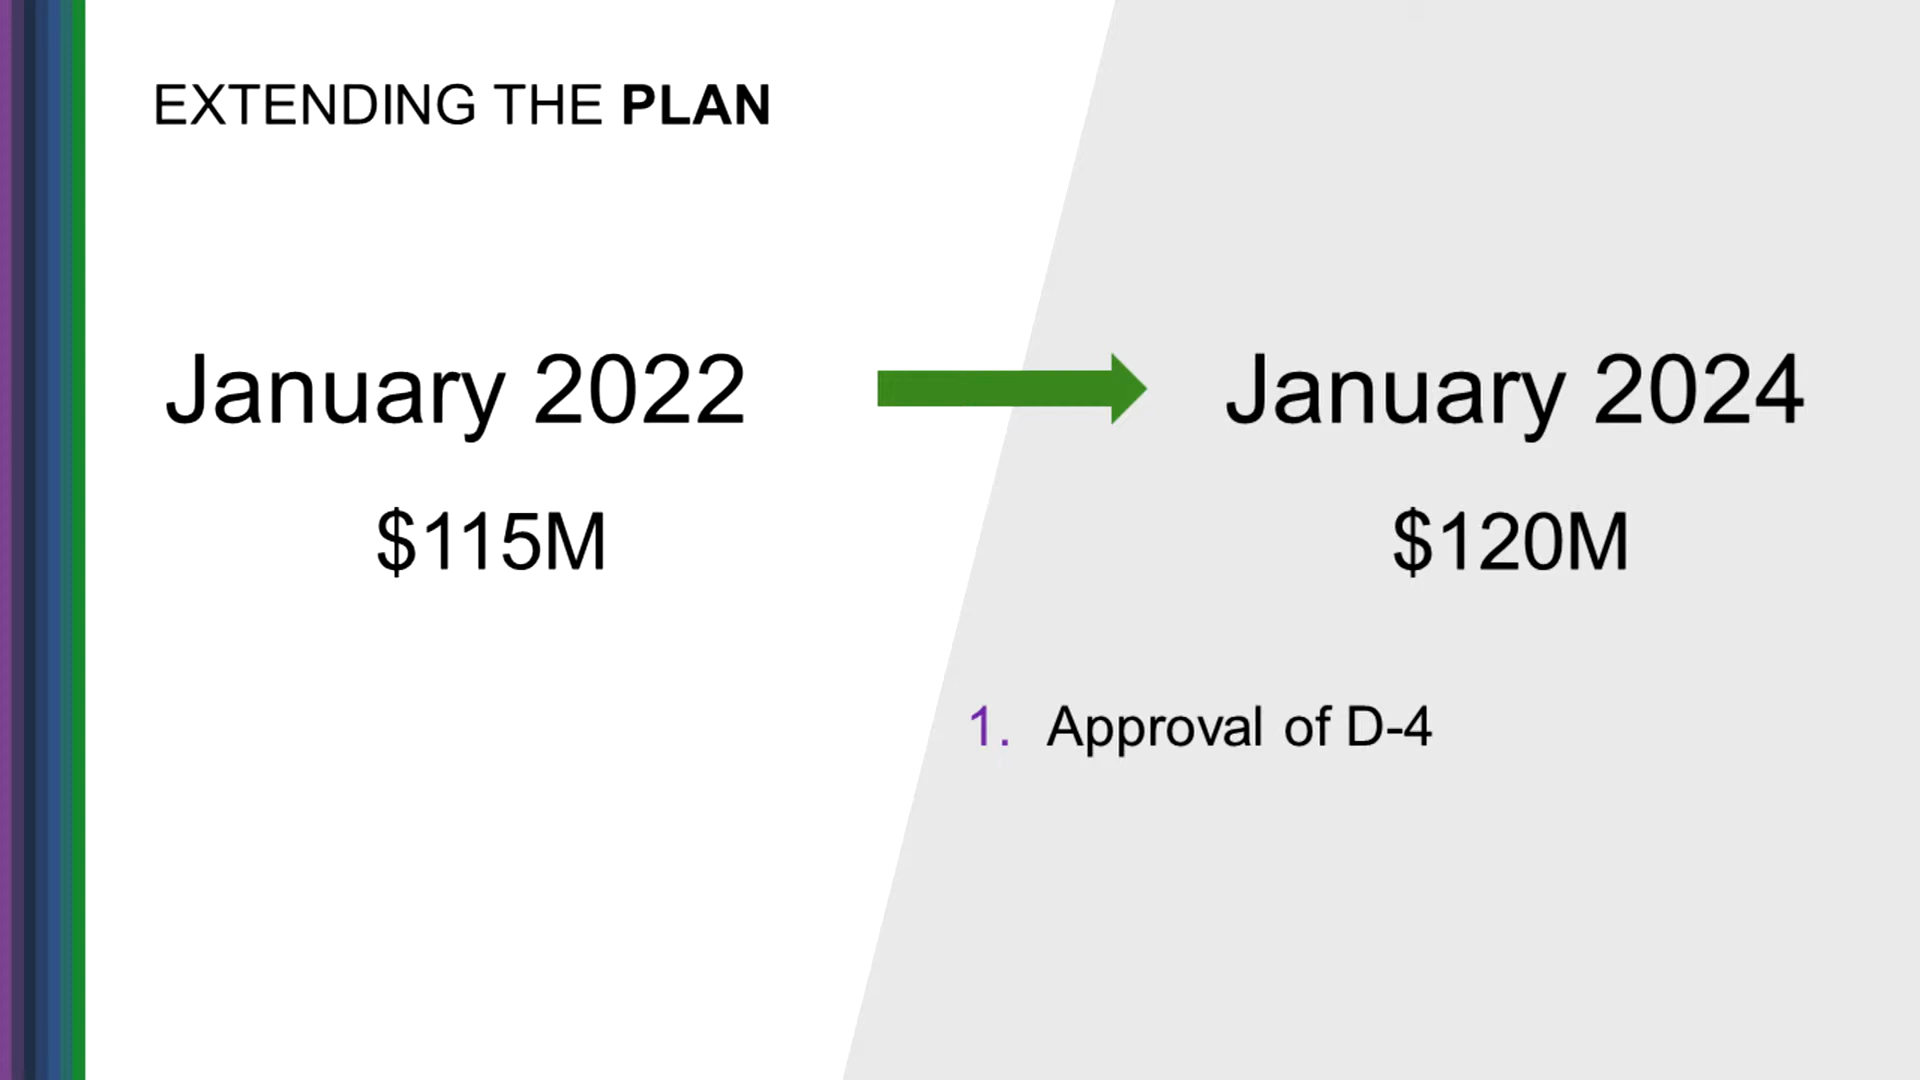 EXTENDING THE PLAN
January 2022
January 2024
$115M
$120M
1. Approval of D-4